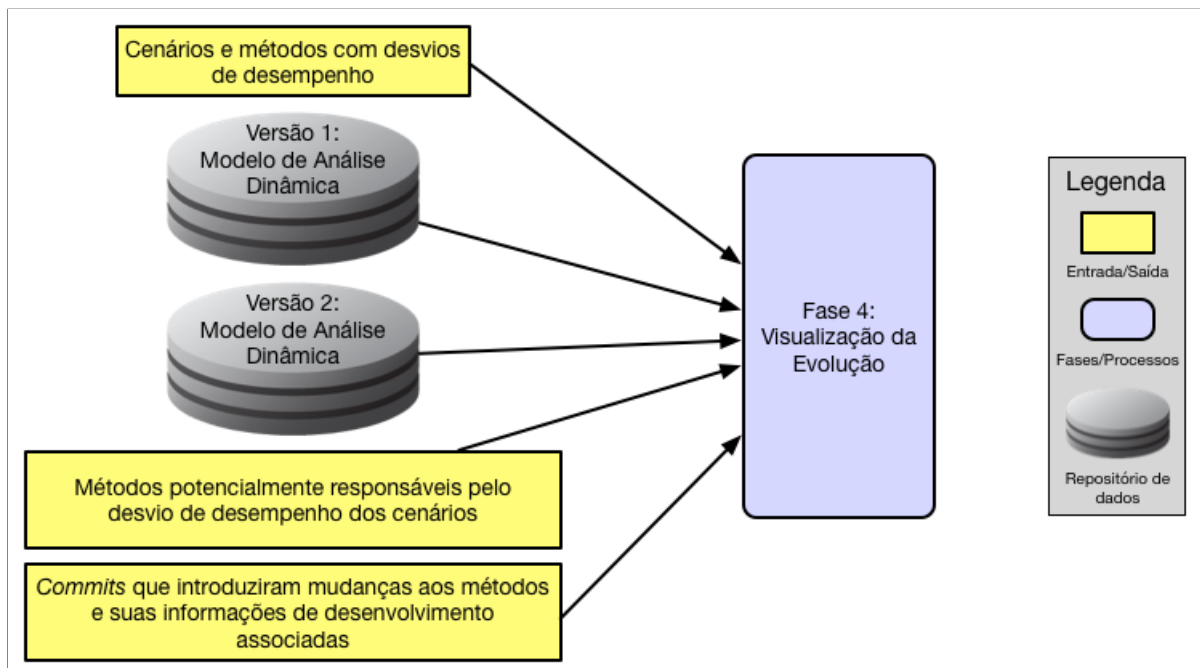 Cenários e métodos com desvios
de desempenho
Versão 1:
Modelo de Análise
Dinâmica
Versão 2:
Modelo de Análise
Dinâmica
Métodos potencialmente responsáveis pelo
desvio de desempenho dos cenários
Commits que introduziram mudanças aos métodos
e suas informações de desenvolvimento
associadas
Fase 4:
Visualização da
Evolução
Legenda
Entrada/Saída
Fases/Processos
Repositório de
dados